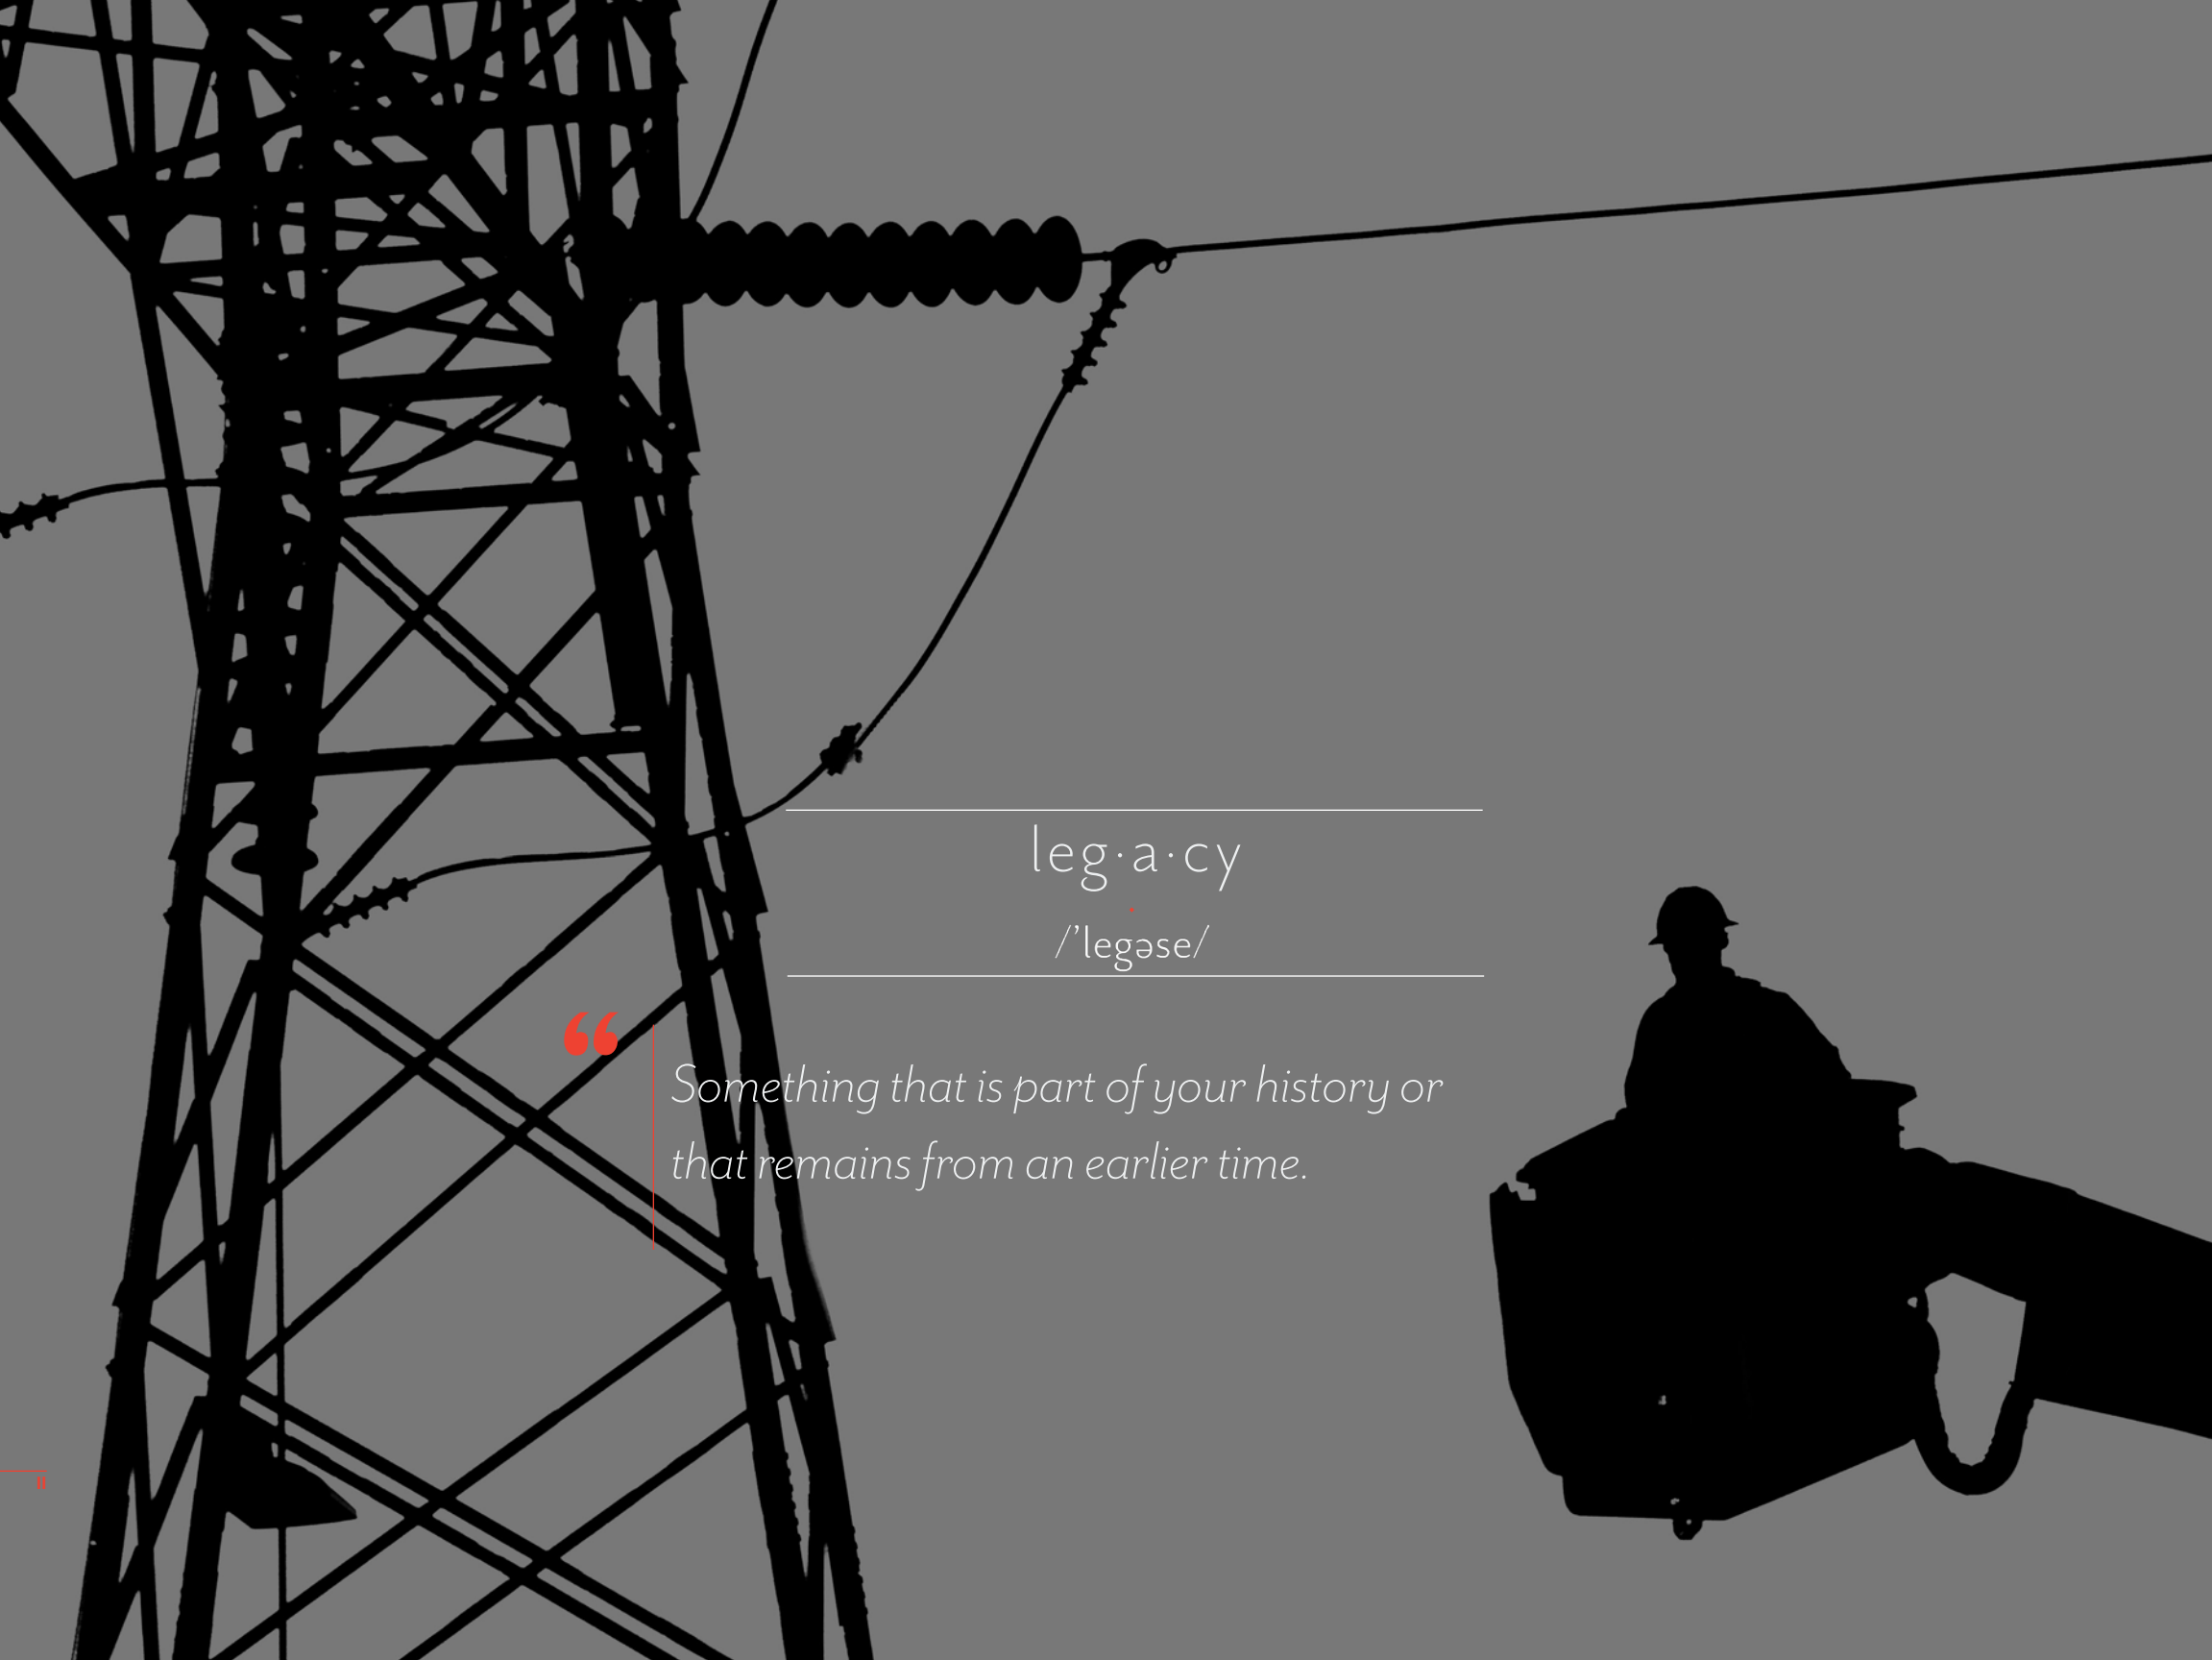 leg·a·cy
/’legəse/
“
Something that is part of your history or
that remains from an earlier time.